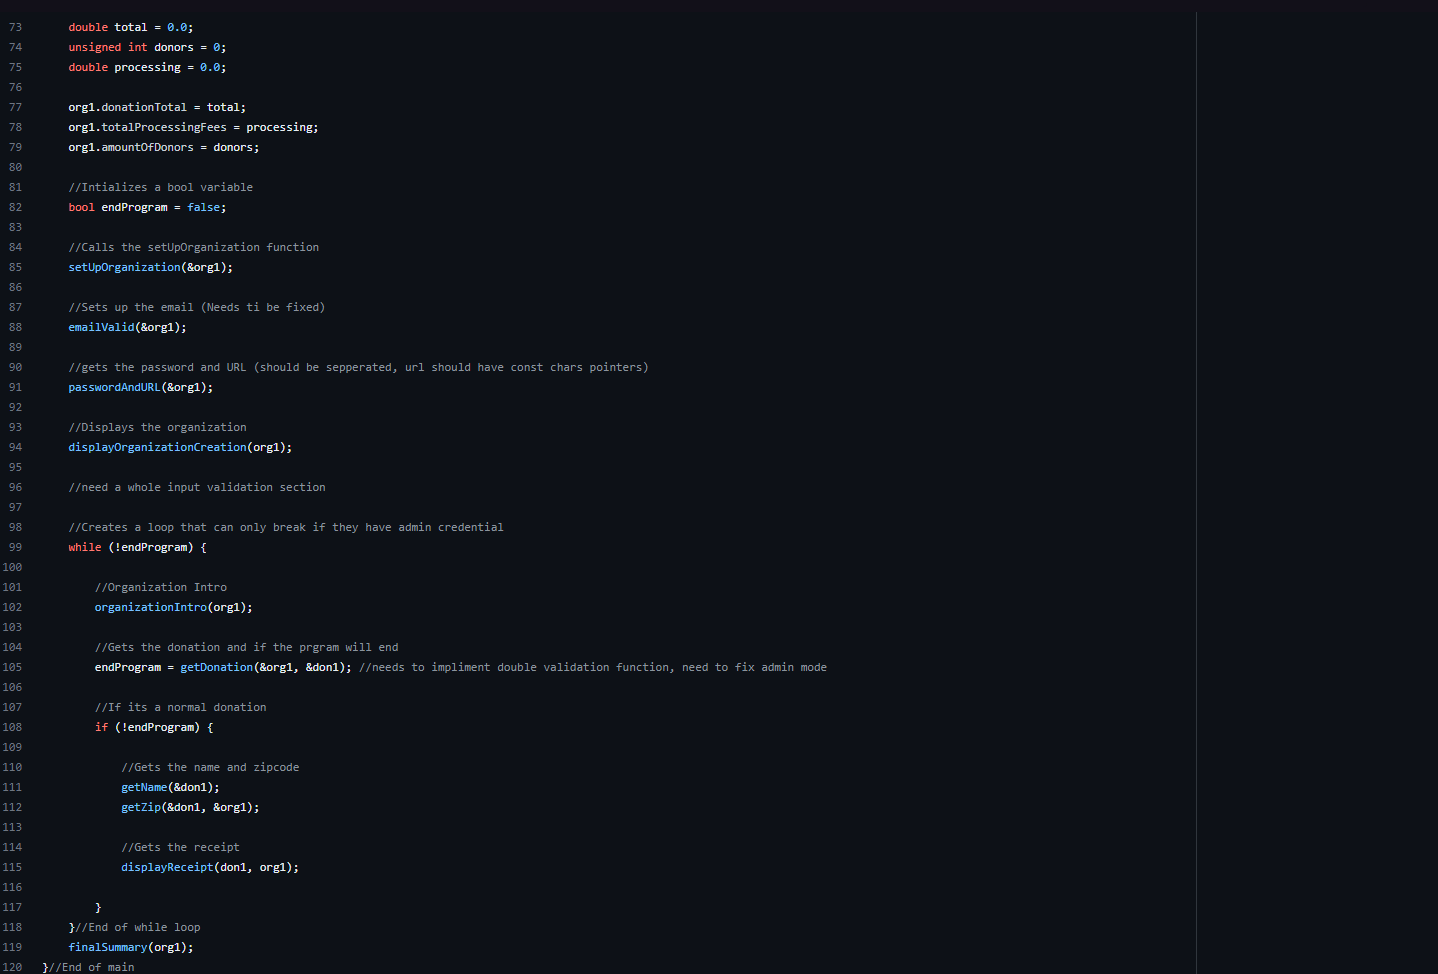 73 double total = 0.0;
74 unsigned int donors = 0;
75 double processing = 0.0;
76
77 org1.donationTotal = total;
78 org1.totalProcessingFees = processing;
79 org1.amountOfDonors = donors;
80
81 //Intializes a bool variable
82 bool endProgram = false;
83
84 //Calls the setUpOrganization function
85 setUpOrganization(&org1);
86
87 //Sets up the email (Needs ti be fixed)
88 emailValid(&org1);
89
90 //gets the password and URL (should be sepperated, url should have const chars pointers)
91 passwordAndURL(&org1);
92
93 //Displays the organization
94 displayOrganizationCreation(org1);
95
96 //need a whole input validation section
97
98 //Creates a loop that can only break if they have admin credential
99 while (!endProgram) {
100
101 //Organization Intro
102 organizationIntro(org1);
103
104 //Gets the donation and if the prgram will end
105 endProgram = getDonation(&org1, &don1); //needs to impliment double validation function, need to fix admin mode
106
107 //If its a normal donation
108 if (!endProgram) {
109
110 //Gets the name and zipcode
111 getName(&don1);
112 getZip(&don1, &org1);
113
114 //Gets the receipt
115 displayReceipt(don1, org1);
116
117 }
118 }//End of while loop
119 finalSummary(org1);
120 }//End of main